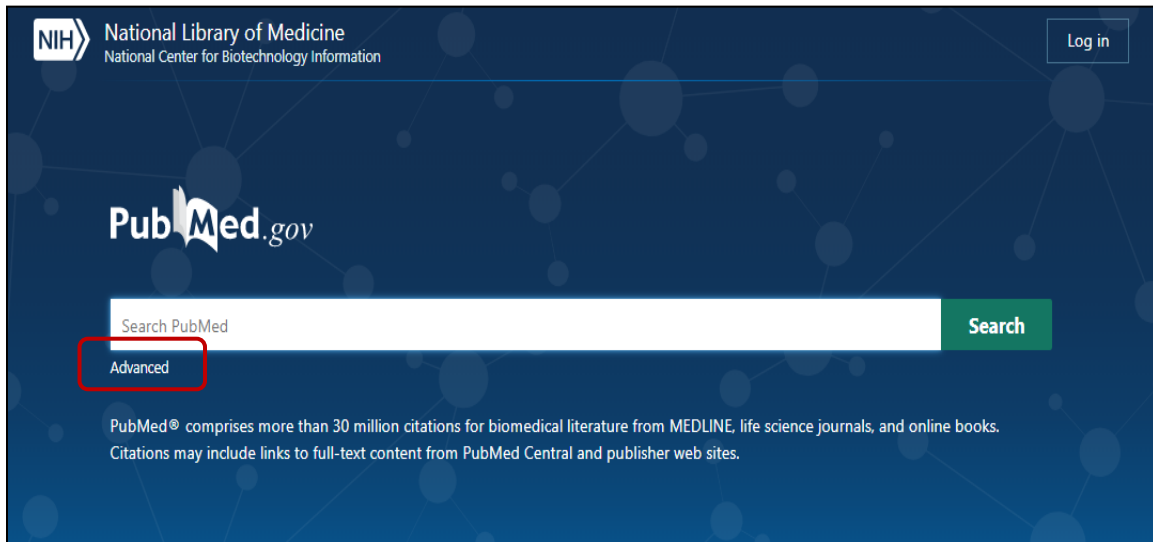 NIH
National Library of Medicine
National Center for Biotechnology Information
Log in
PubMed.gov
Search PubMed
Search
Advanced
PubMed® comprises more than 30 million citations for biomedical literature from MEDLINE, life science journals, and online books.
Citations may include links to full-text content from PubMed Central and publisher web sites.